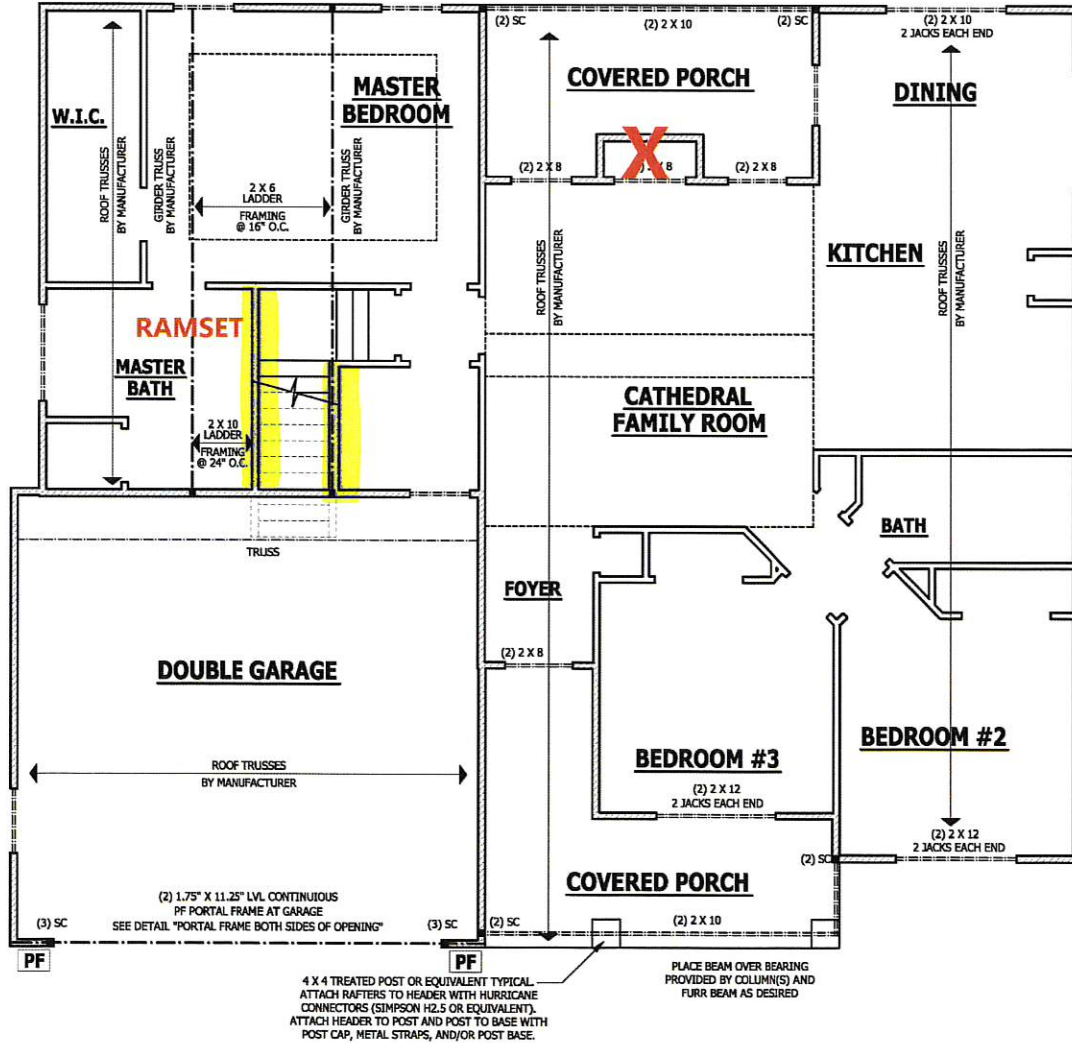 (2) SC
(2) 2 X 10
(2) SC
(2) 2 X 10
2 JACKS EACH END
W.I.C.
MASTER
BEDROOM
COVERED PORCH
DINING
X
ROOF TRUSSES
BY MANUFACTURER
GIRDER TRUSS
BY MANUFACTURER
2 X 6
LADDER
FRAMING
@ 16" O.C.
GIRDER TRUSS
BY MANUFACTURER
(2) 2 X 8
(2) 2 X 8
ROOF TRUSSES
BY MANUFACTURER
KITCHEN
ROOF TRUSSES
BY MANUFACTURER
RAMSET
MASTER
BATH
2 X 10
LADDER
FRAMING
@ 24" O.C.
CATHEDRAL
FAMILY ROOM
BATH
TRUSS
FOYER
(2) 2 X 8
DOUBLE GARAGE
BEDROOM #3
BEDROOM #2
ROOF TRUSSES
BY MANUFACTURER
(2) 2 X 12
2 JACKS EACH END
(2) 2 X 12
2 JACKS EACH END
(2) SC
COVERED PORCH
(2) 1.75" X 11.25" LVL CONTINUIOUS
PF PORTAL FRAME AT GARAGE
SEE DETAIL "PORTAL FRAME BOTH SIDES OF OPENING"
(3) SC
(3) SC
(2) SC
(2) 2 X 10
PF
PF
4 X 4 TREATED POST OR EQUIVALENT TYPICAL.
ATTACH RAFTERS TO HEADER WITH HURRICANE
CONNECTORS (SIMPSON H2.5 OR EQUIVALENT).
ATTACH HEADER TO POST AND POST TO BASE WITH
POST CAP, METAL STRAPS, AND/OR POST BASE.
PLACE BEAM OVER BEARING
PROVIDED BY COLUMN(S) AND
FURR BEAM AS DESIRED